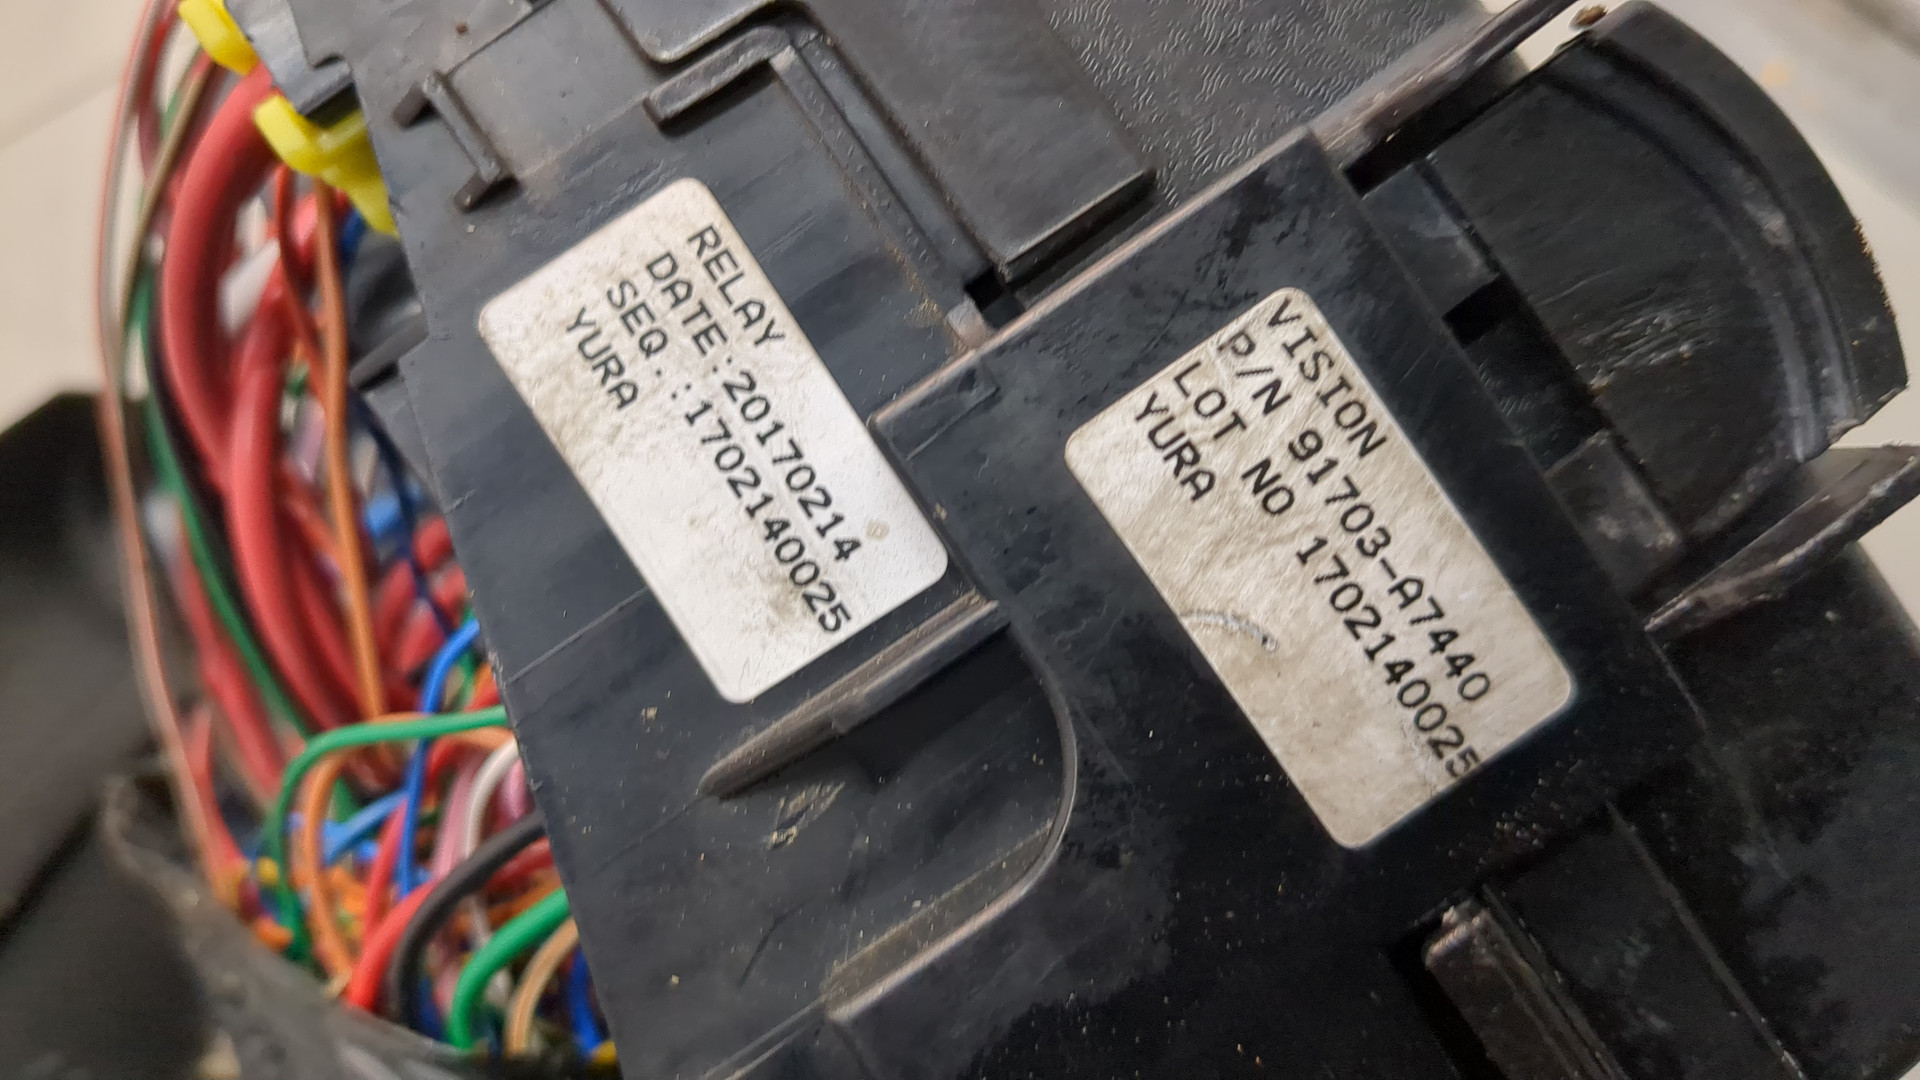 RELAY
DATE:20170214
SEQ.:1702140025
YURA
VISION
P/N 91703-A7440
LOT NO 1702140025
YURA